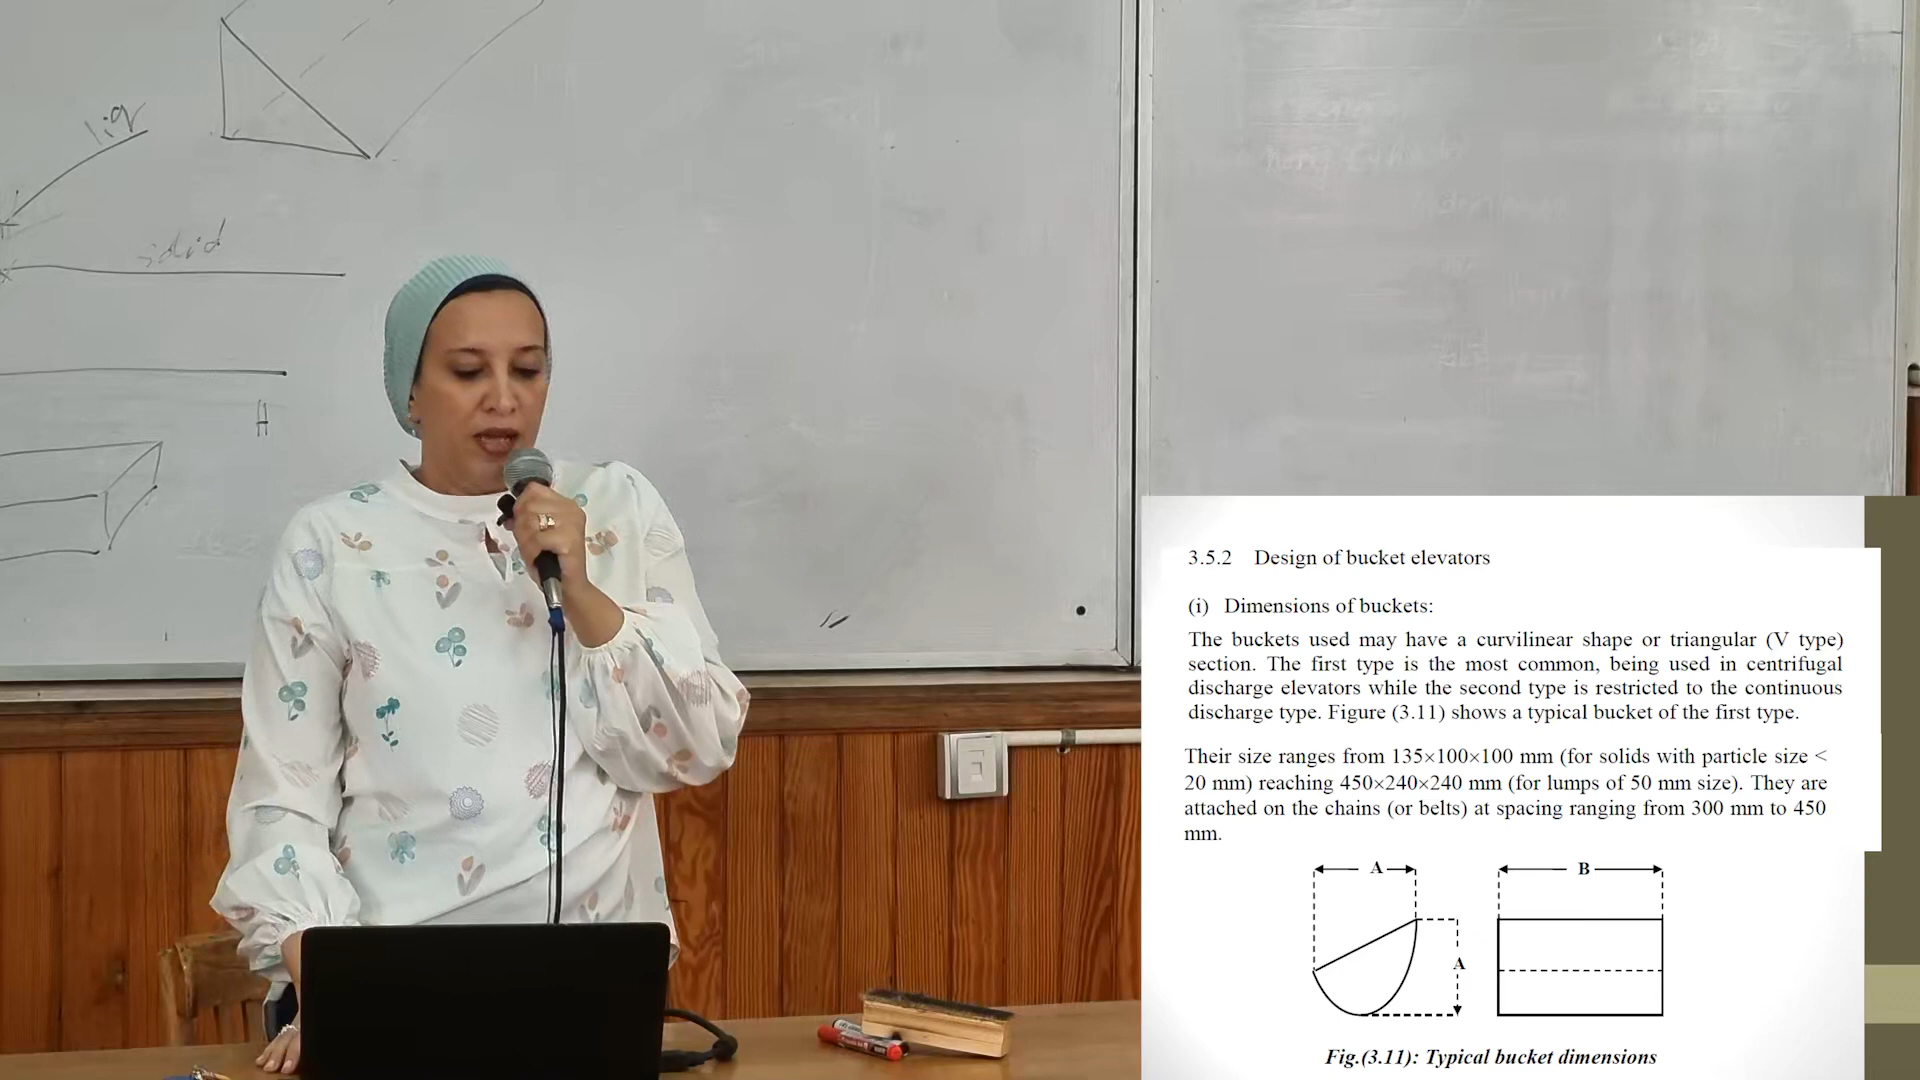 liq
solid
H
3.5.2 Design of bucket elevators
(i) Dimensions of buckets:
The buckets used may have a curvilinear shape or triangular (V type)
section. The first type is the most common, being used in centrifugal
discharge elevators while the second type is restricted to the continuous
discharge type. Figure (3.11) shows a typical bucket of the first type.
Their size ranges from 135×100×100 mm (for solids with particle size <
20 mm) reaching 450×240×240 mm (for lumps of 50 mm size). They are
attached on the chains (or belts) at spacing ranging from 300 mm to 450
mm.
A
B
A
Fig.(3.11): Typical bucket dimensions